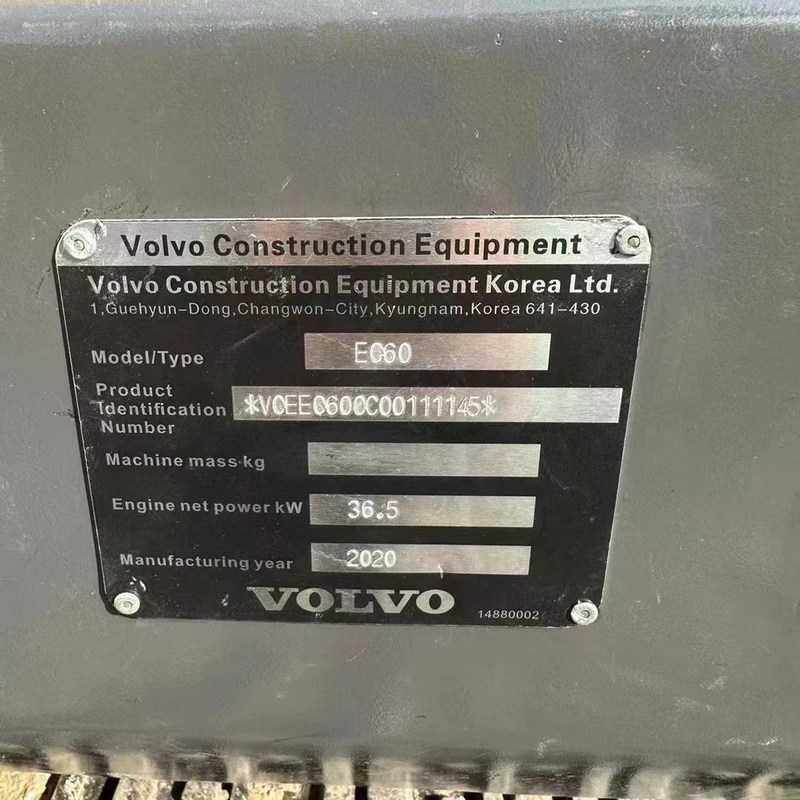 Volvo Construction Equipment
Volvo Construction Equipment Korea Ltd.
1,Guehyun-Dong,Changwon-City,Kyungnam,Korea 641-430
Model/Type EC60
Product
Identification *VCEEC60CC00111145*
Number
Machine mass·kg
Engine net power kW 36.5
Manufacturing year 2020
VOLVO
14880002